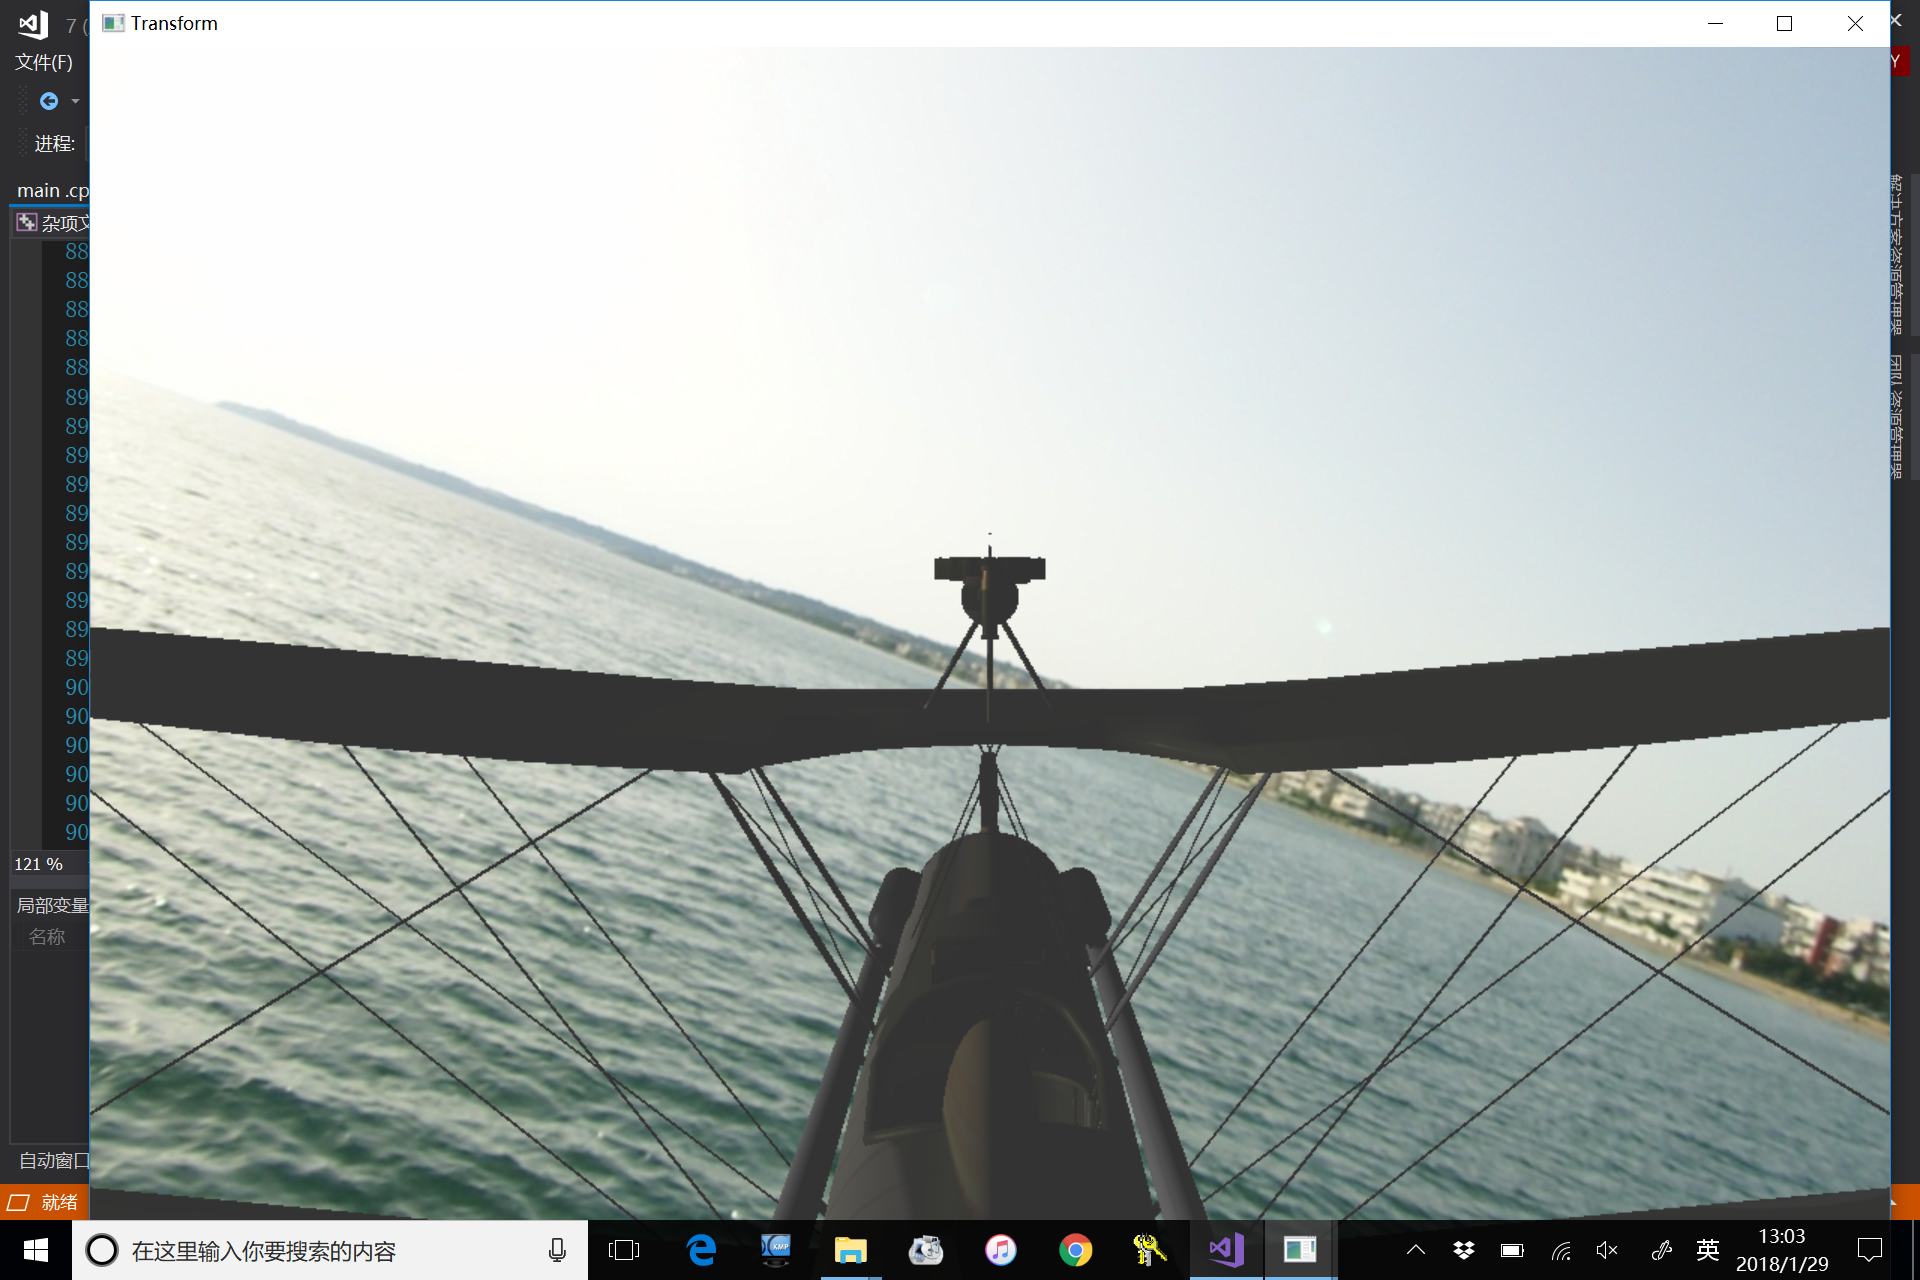 Transform
7 (
文件(F)
进程:
main .cp
杂项文
88
88
88
88
88
89
89
89
89
89
89
89
89
89
89
90
90
90
90
90
90
121 %
局部变量
名称
自动窗口
就绪
Y
解决方案资源管理器
团队资源管理器
在这里输入你要搜索的内容
KMP
英
13:03
2018/1/29